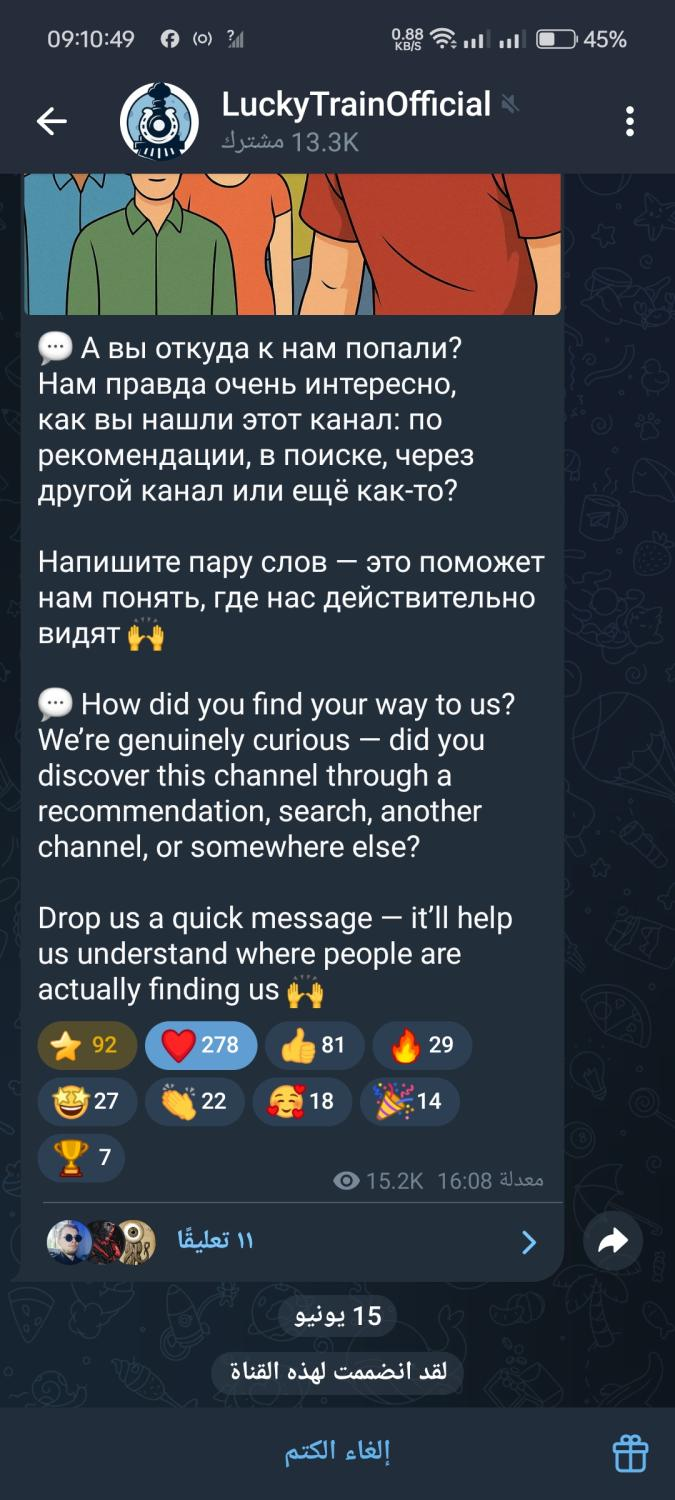 09:10:49
0.88
KB/S
45%
LuckyTrainOfficial
13.3K مشترك
💬 А вы откуда к нам попали?
Нам правда очень интересно,
как вы нашли этот канал: по
рекомендации, в поиске, через
другой канал или ещё как-то?
Напишите пару слов — это поможет
нам понять, где нас действительно
видят 🙌
💬 How did you find your way to us?
We’re genuinely curious — did you
discover this channel through a
recommendation, search, another
channel, or somewhere else?
Drop us a quick message — it’ll help
us understand where people are
actually finding us 🙌
⭐ 92 ❤️ 278 👍 81 🔥 29
🤩 27 👏 22 🥰 18 🎉 14
🏆 7
15.2K معدلة 16:08
١١ تعليقًا
15 يونيو
لقد انضممت لهذه القناة
إلغاء الكتم